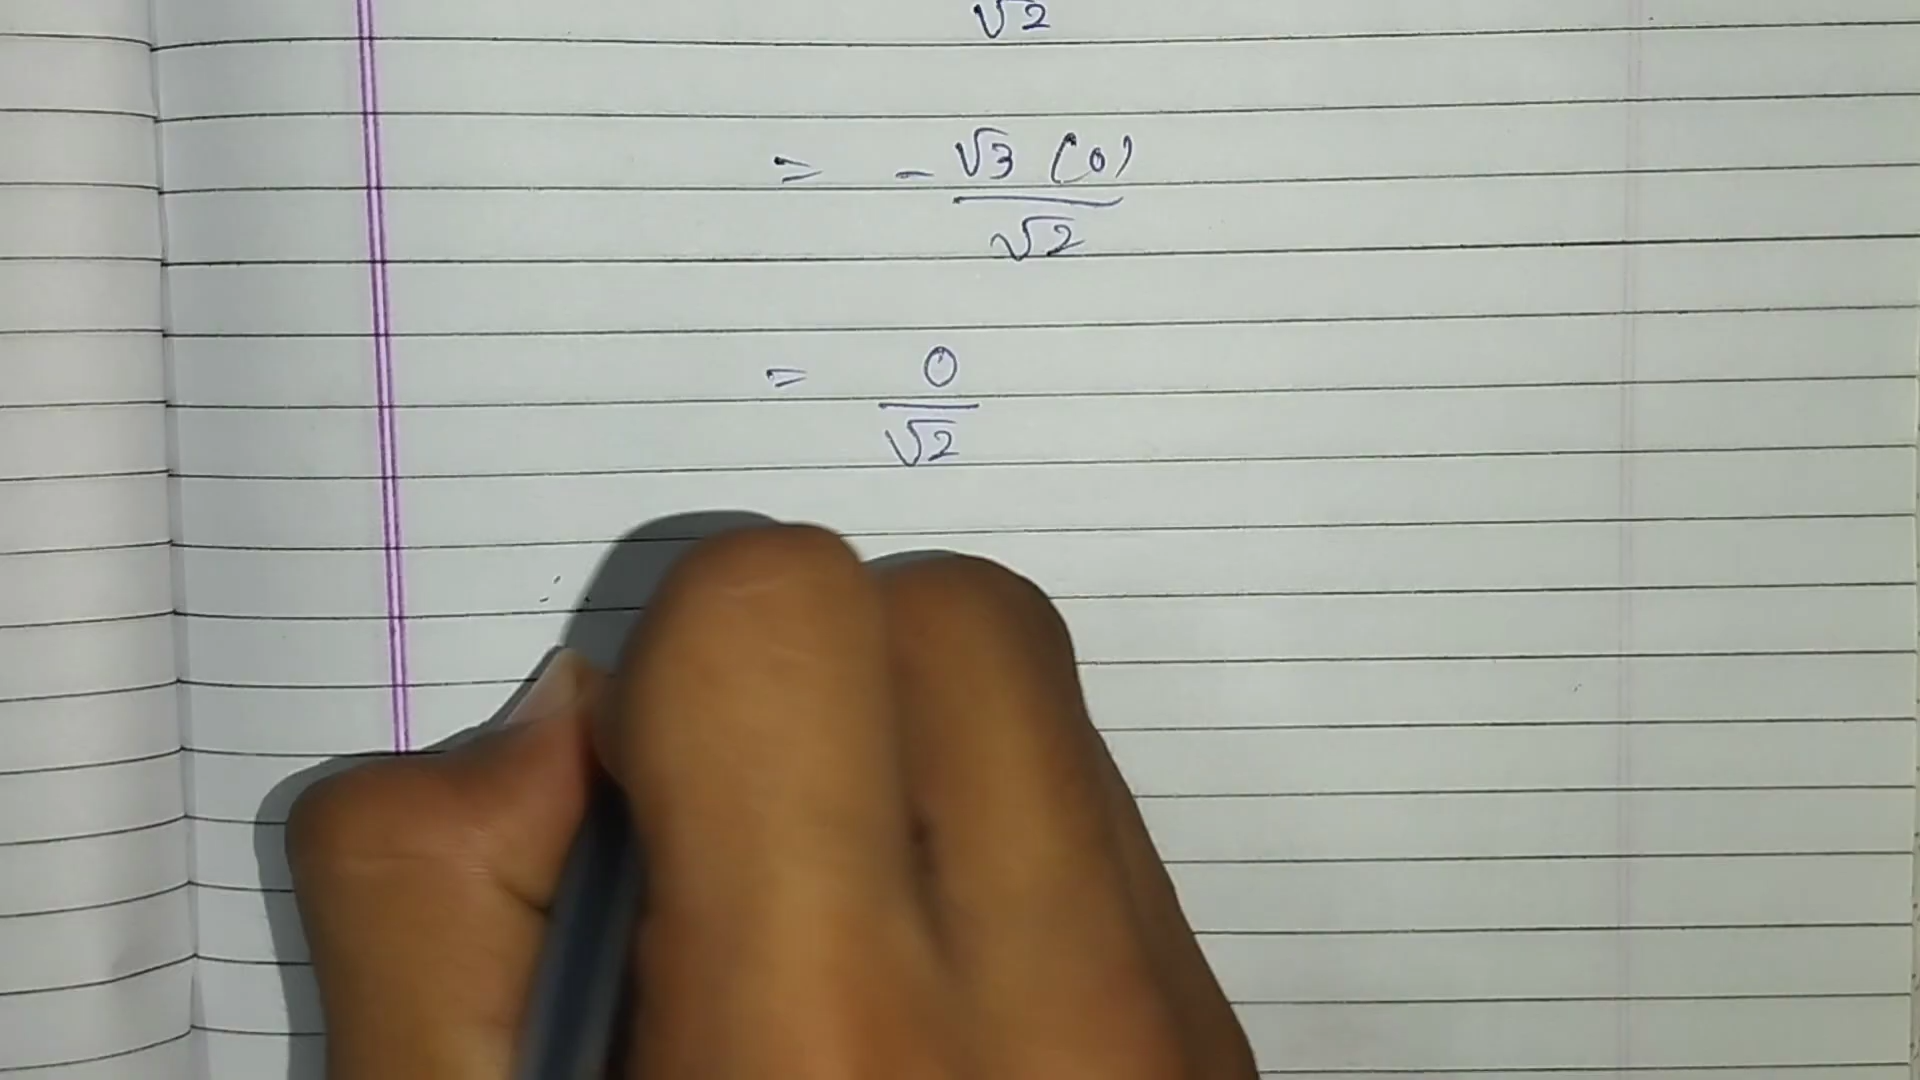 √2
= - √3 (0) / √2
= 0 / √2